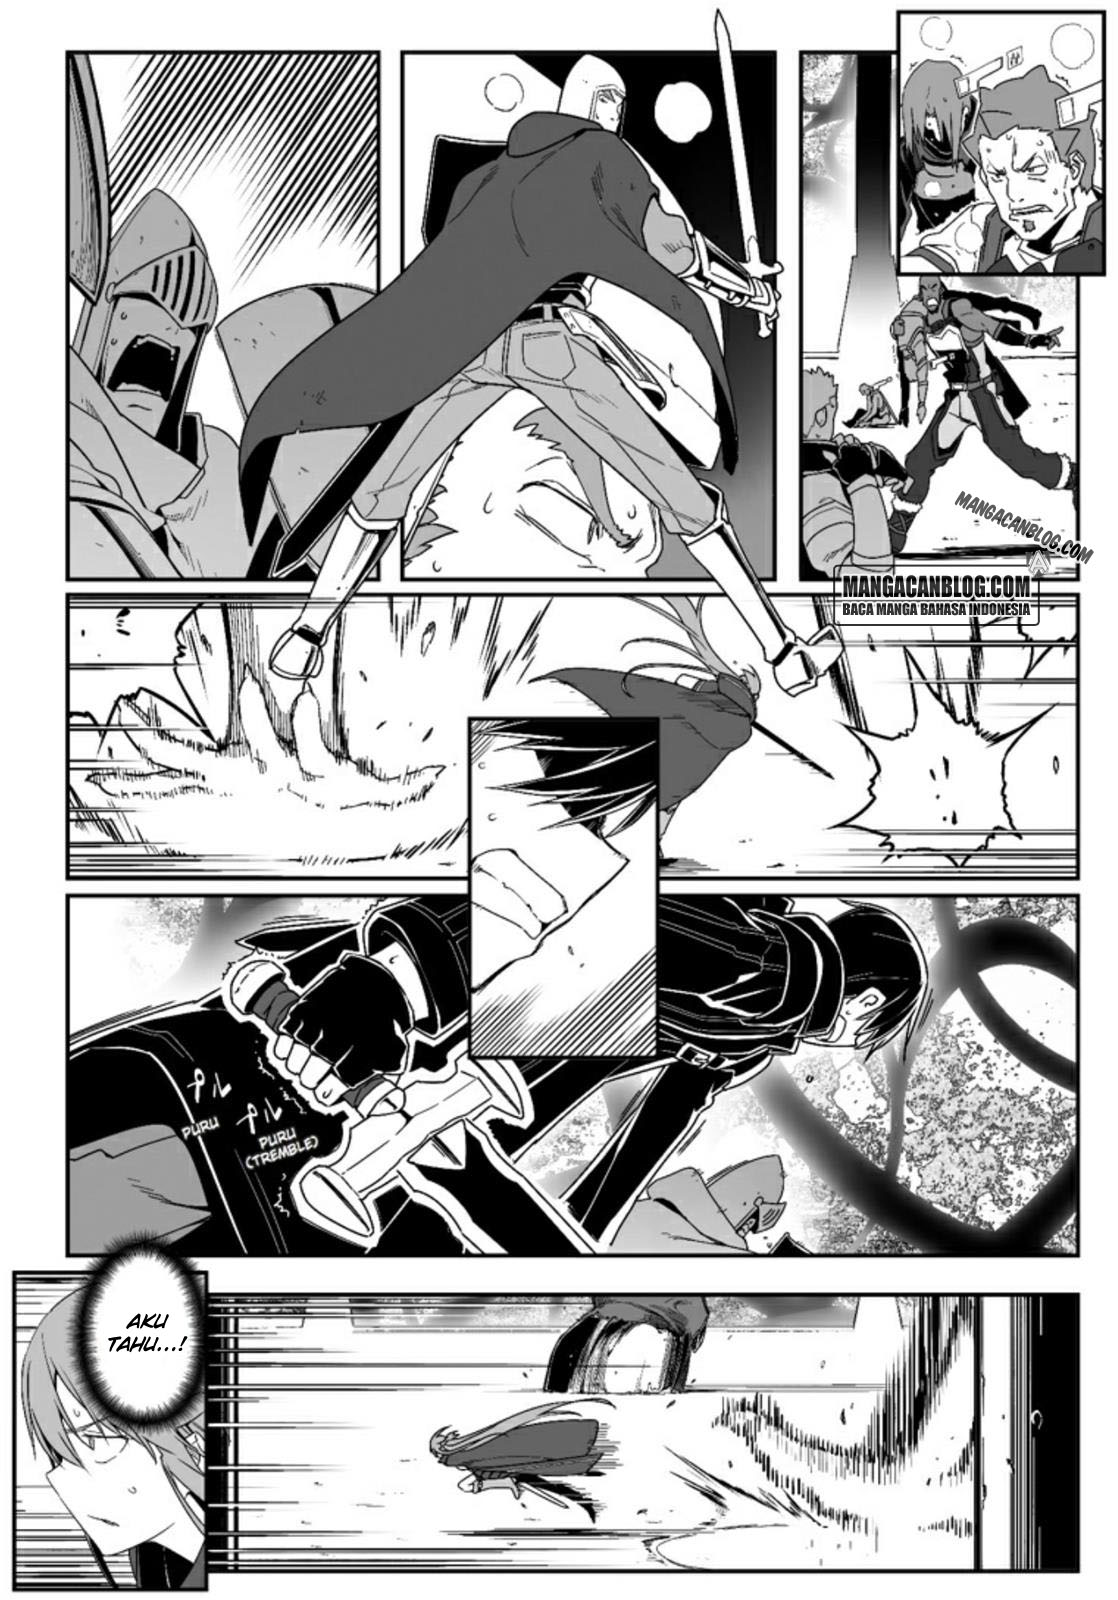 MANGACANBLOG.COM
MANGACANBLOG.COM
BACA MANGA BAHASA INDONESIA
プル
PURU
プル
PURU
(TREMBLE)
AKU
TAHU...!